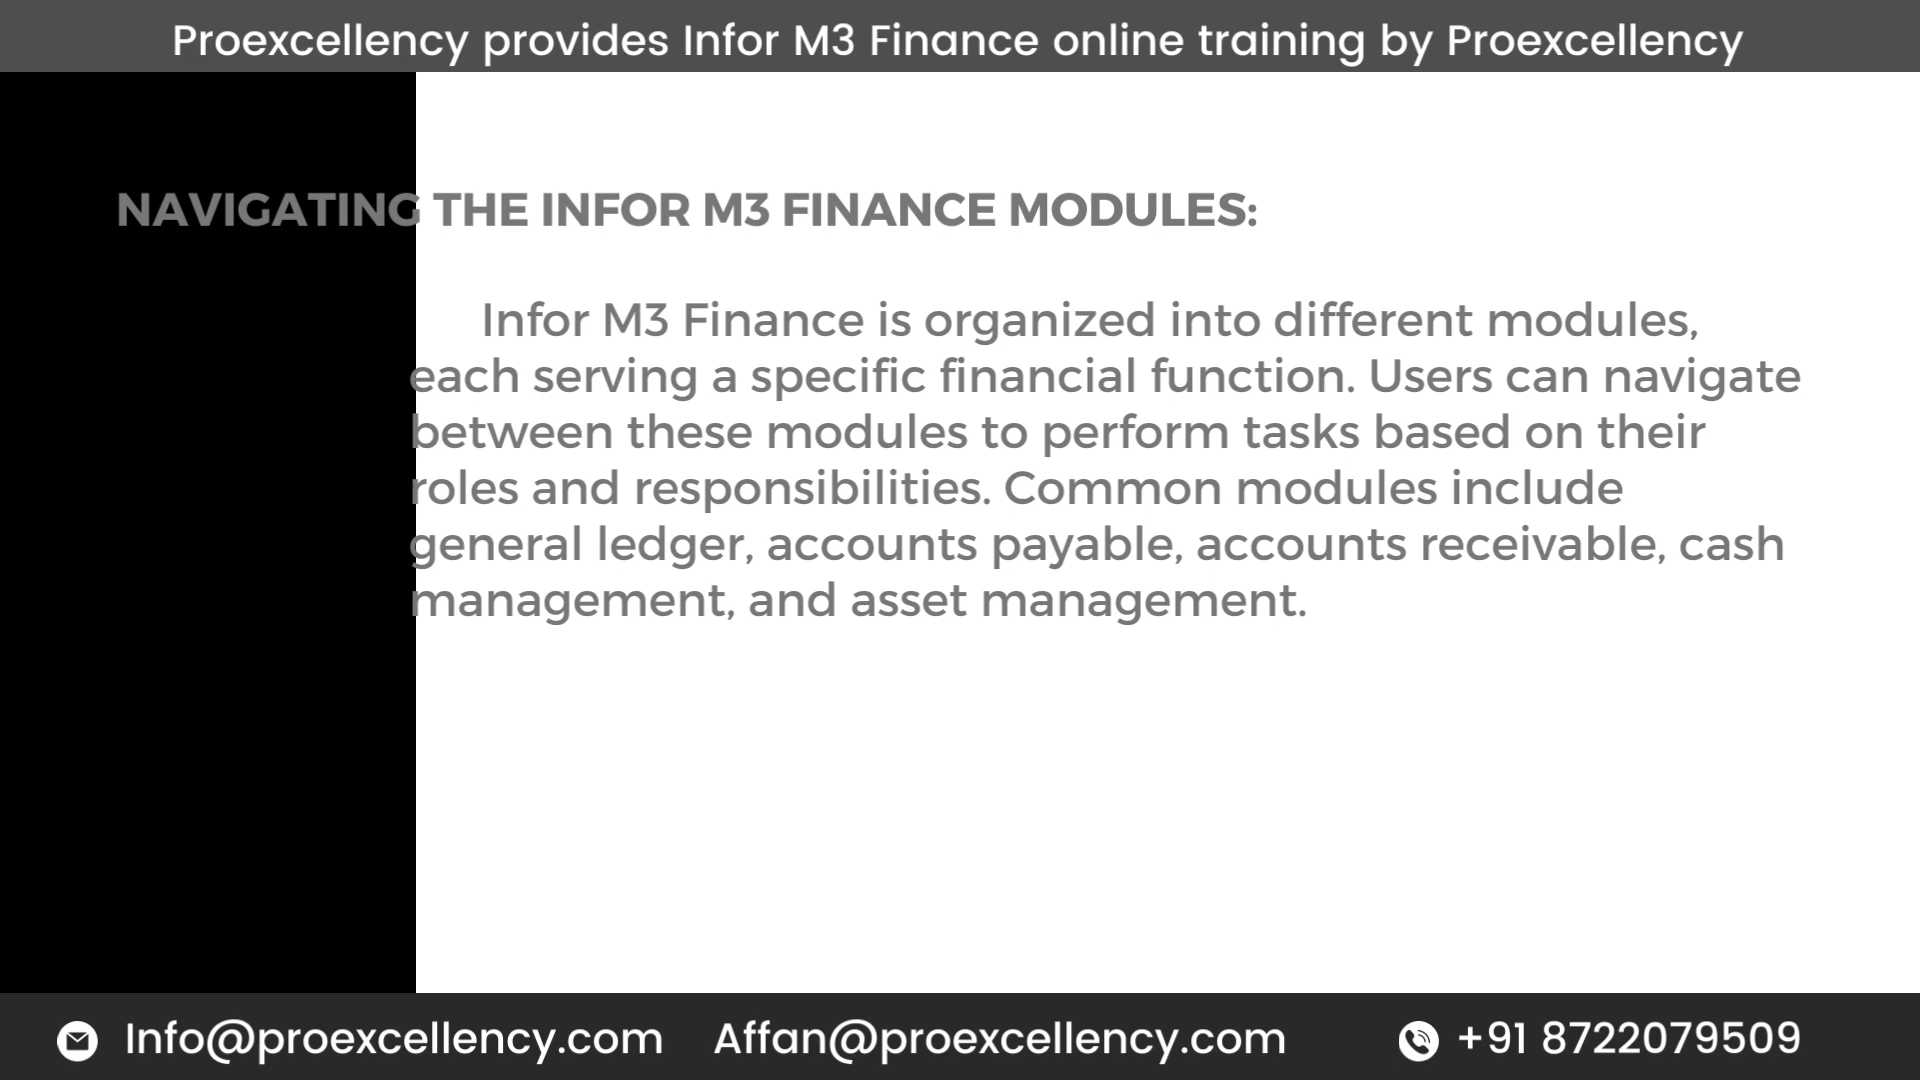 Proexcellency provides Infor M3 Finance online training by Proexcellency
NAVIGATING THE INFOR M3 FINANCE MODULES:
Infor M3 Finance is organized into different modules,
each serving a specific financial function. Users can navigate
between these modules to perform tasks based on their
roles and responsibilities. Common modules include
general ledger, accounts payable, accounts receivable, cash
management, and asset management.
Info@proexcellency.com Affan@proexcellency.com +91 8722079509